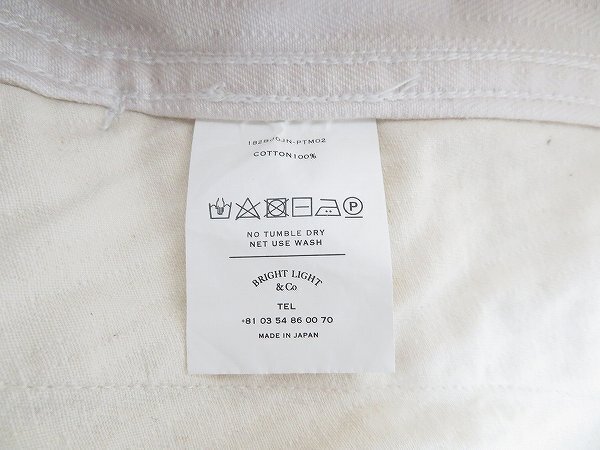 COTTON100%
P
NO TUMBLE DRY
NET USE WASH
BRIGHT LIGHT
& Co
TEL
+81 03 54 86 00 70
MADE IN JAPAN